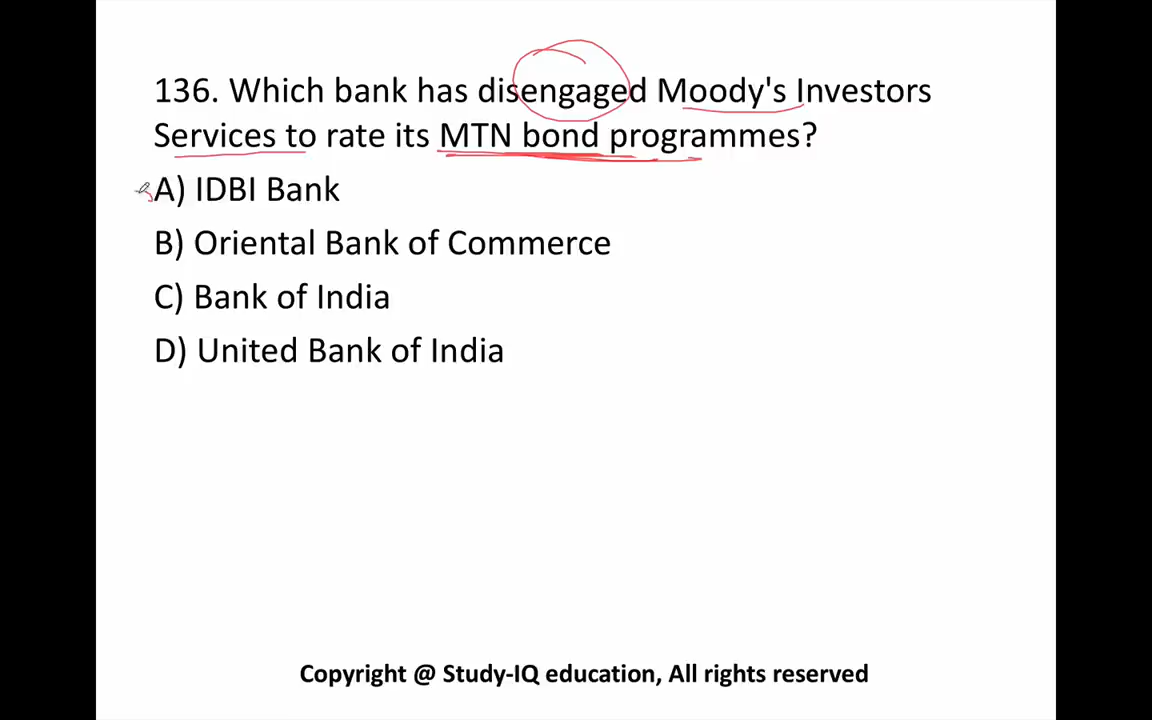 136. Which bank has disengaged Moody's Investors
Services to rate its MTN bond programmes?
A) IDBI Bank
B) Oriental Bank of Commerce
C) Bank of India
D) United Bank of India
Copyright @ Study-IQ education, All rights reserved